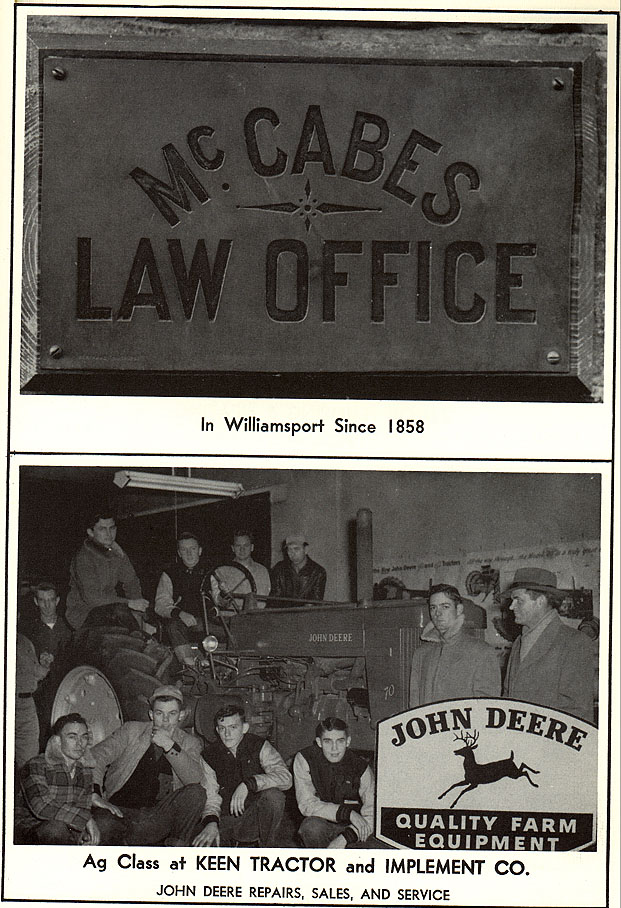 Mc. CABES
LAW OFFICE
In Williamsport Since 1858
JOHN DEERE
70
JOHN DEERE
QUALITY FARM
EQUIPMENT
Ag Class at KEEN TRACTOR and IMPLEMENT CO.
JOHN DEERE REPAIRS, SALES, AND SERVICE